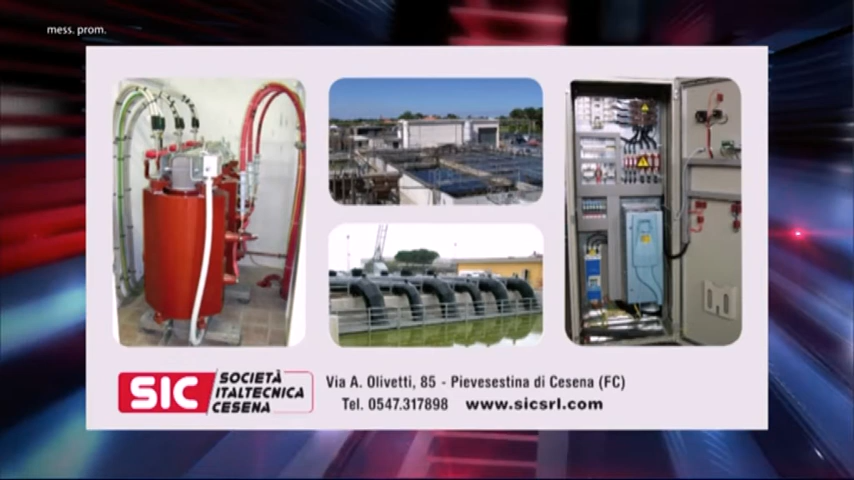 mess. prom.
SIC
SOCIETÀ
ITALTECNICA
CESENA
Via A. Olivetti, 85 - Pievesestina di Cesena (FC)
Tel. 0547.317898 www.sicsrl.com